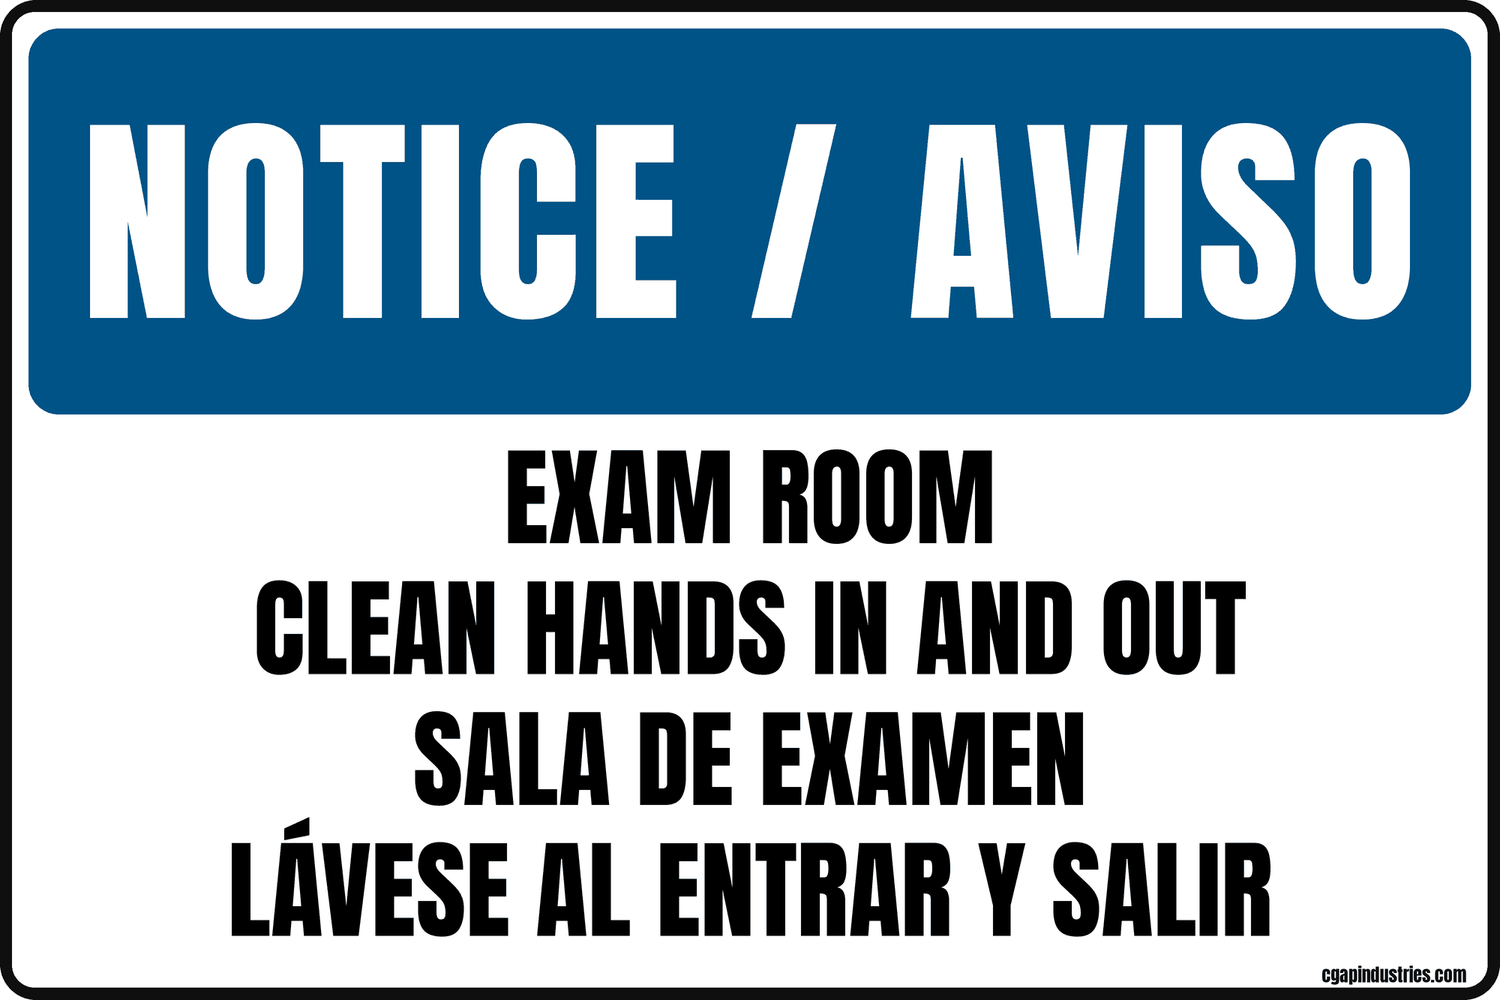 NOTICE / AVISO
EXAM ROOM
CLEAN HANDS IN AND OUT
SALA DE EXAMEN
LÁVESE AL ENTRAR Y SALIR
cgapindustries.com